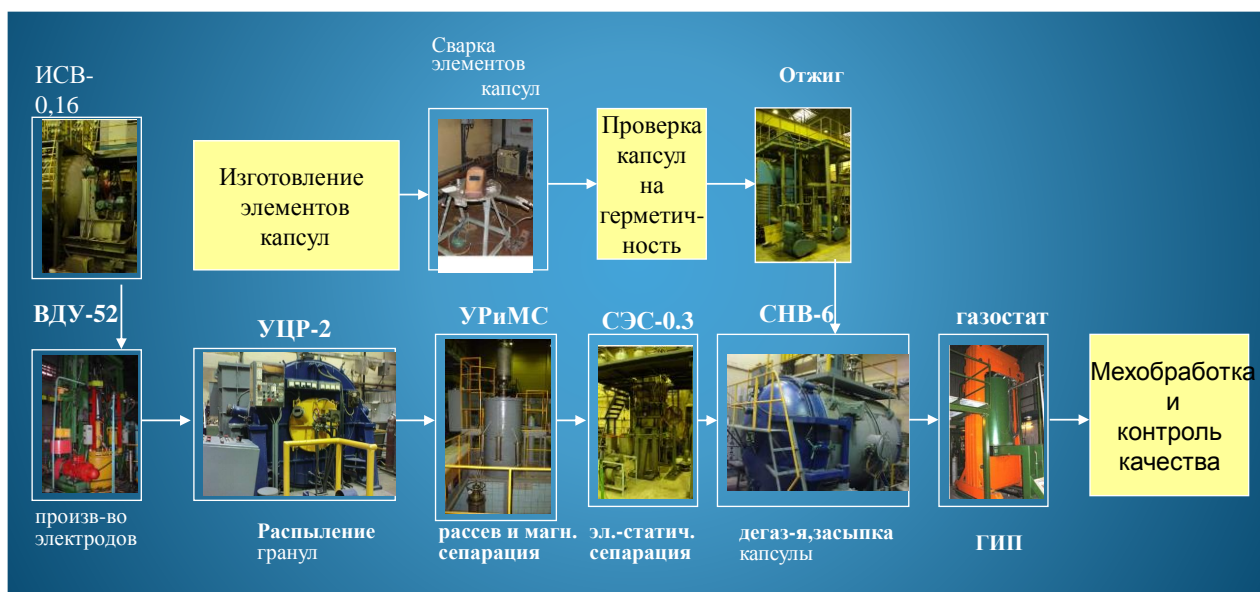 ИСВ-
0,16
Сварка
элементов
капсул
Отжиг
Изготовление
элементов
капсул
Проверка
капсул
на
герметич-
ность
ВДУ-52
УЦР-2
УРиМС
СЭС-0.3
СНВ-6
газостат
Мехобработка
и
контроль
качества
произв-во
электродов
Распыление
гранул
рассев и магн.
сепарация
эл.-статич.
сепарация
дегаз-я,засыпка
капсулы
ГИП